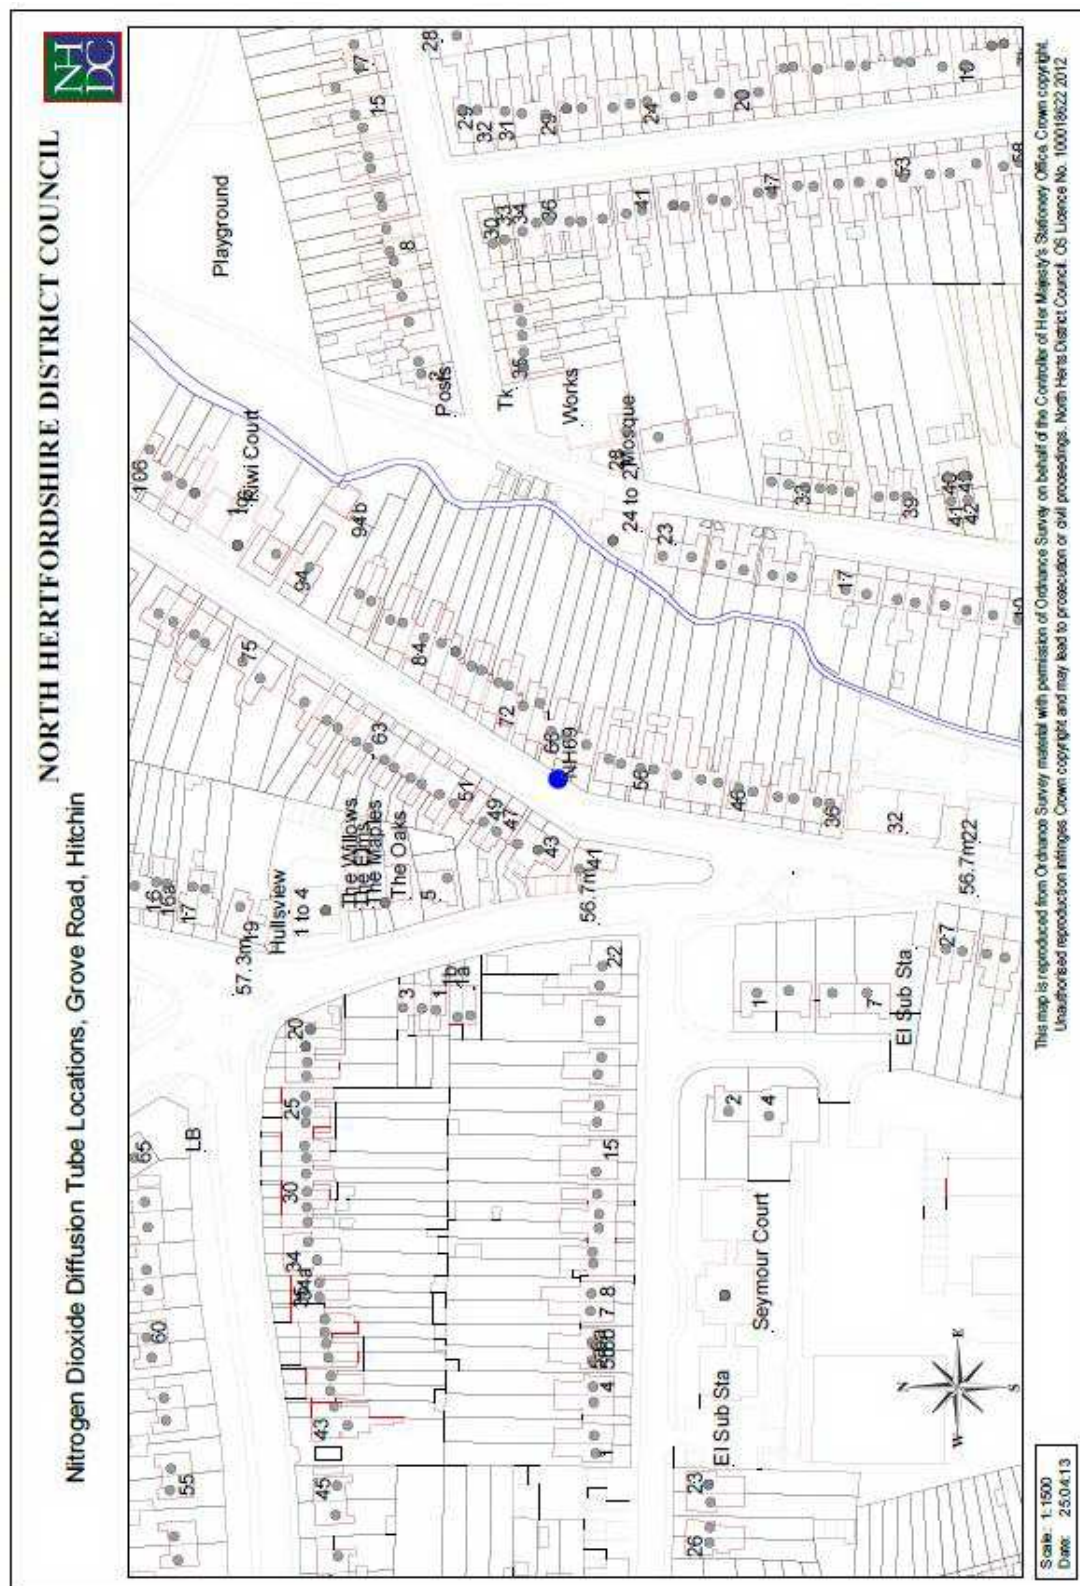 NORTH HERTFORDSHIRE DISTRICT COUNCIL
NH
DC
Nitrogen Dioxide Diffusion Tube Locations, Grove Road, Hitchin
65
60
55
LB
16
16a
17
19
57.3m
Hullsview
1 to 4
The Willows
The Elms
The Maples
The Oaks
5
20
25
30
34
43
45
3
1
1b
1a
75
63
51
49
47
43
41
56.7m
106
Kiwi Court
94b
94
84
72
66
NH69
56
46
36
32
22
56.7m
Playground
17
15
8
2
Posts
Tk
35
Works
28
Mosque
24 to 27
23
17
10
33
39
41
40
42
43
28
29
32
31
29
24
20
10
30
33
34
36
41
47
53
58
22
15
8
7
4
1
1
7
El Sub Sta
27
2
4
Seymour Court
El Sub Sta
23
26
N
E
S
W
Scale: 1:1500
Date: 25:04:13
This map is reproduced from Ordnance Survey material with permission of Ordnance Survey on behalf of the Controller of Her Majesty's Stationery Office. Crown copyright.
Unauthorised reproduction infringes Crown copyright and may lead to prosecution or civil proceedings. North Herts District Council. OS Licence No. 100018622 2012